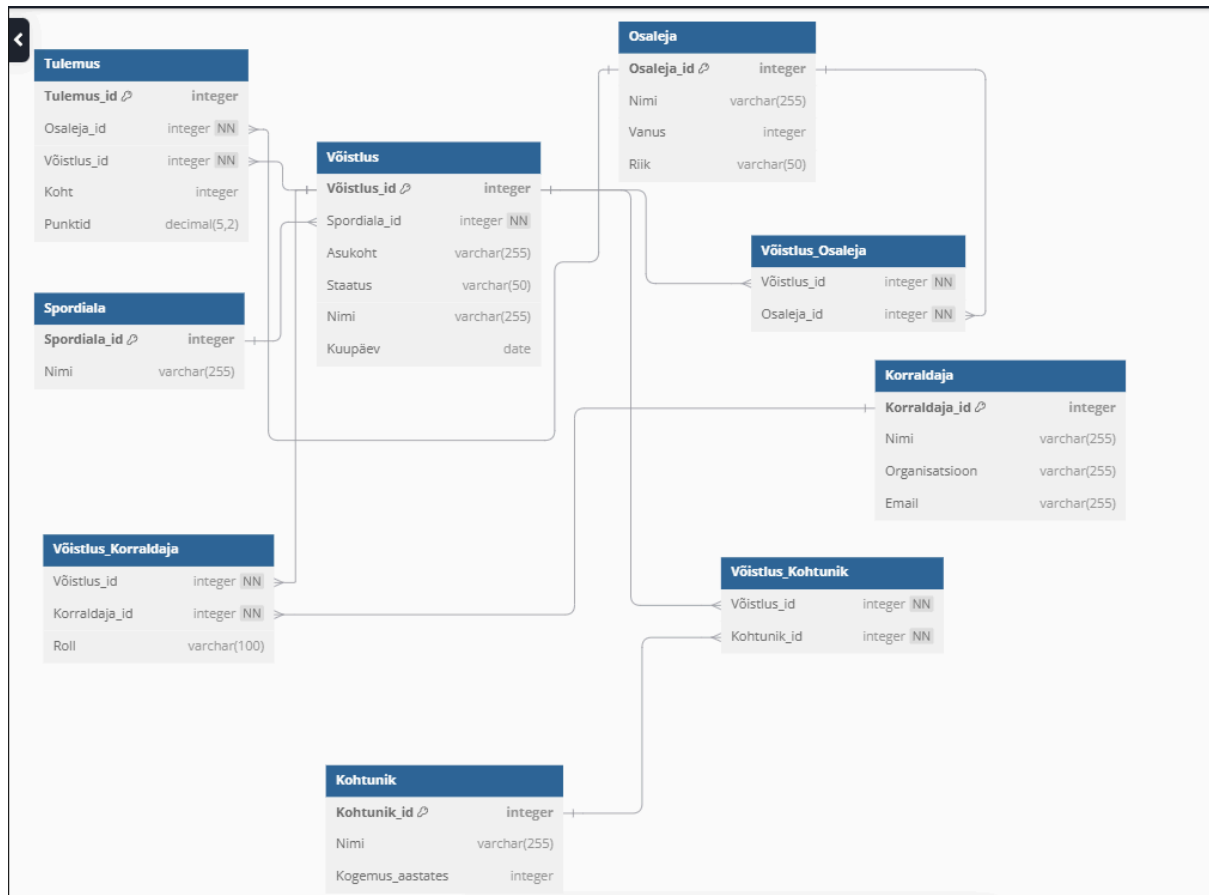 Tulemus
Tulemus_id integer
Osaleja_id integer NN
Võistlus_id integer NN
Koht integer
Punktid decimal(5,2)
Spordiala
Spordiala_id integer
Nimi varchar(255)
Võistlus
Võistlus_id integer
Spordiala_id integer NN
Asukoht varchar(255)
Staatus varchar(50)
Nimi varchar(255)
Kuupäev date
Osaleja
Osaleja_id integer
Nimi varchar(255)
Vanus integer
Riik varchar(50)
Võistlus_Osaleja
Võistlus_id integer NN
Osaleja_id integer NN
Korraldaja
Korraldaja_id integer
Nimi varchar(255)
Organisatsioon varchar(255)
Email varchar(255)
Võistlus_Korraldaja
Võistlus_id integer NN
Korraldaja_id integer NN
Roll varchar(100)
Võistlus_Kohtunik
Võistlus_id integer NN
Kohtunik_id integer NN
Kohtunik
Kohtunik_id integer
Nimi varchar(255)
Kogemus_aastates integer